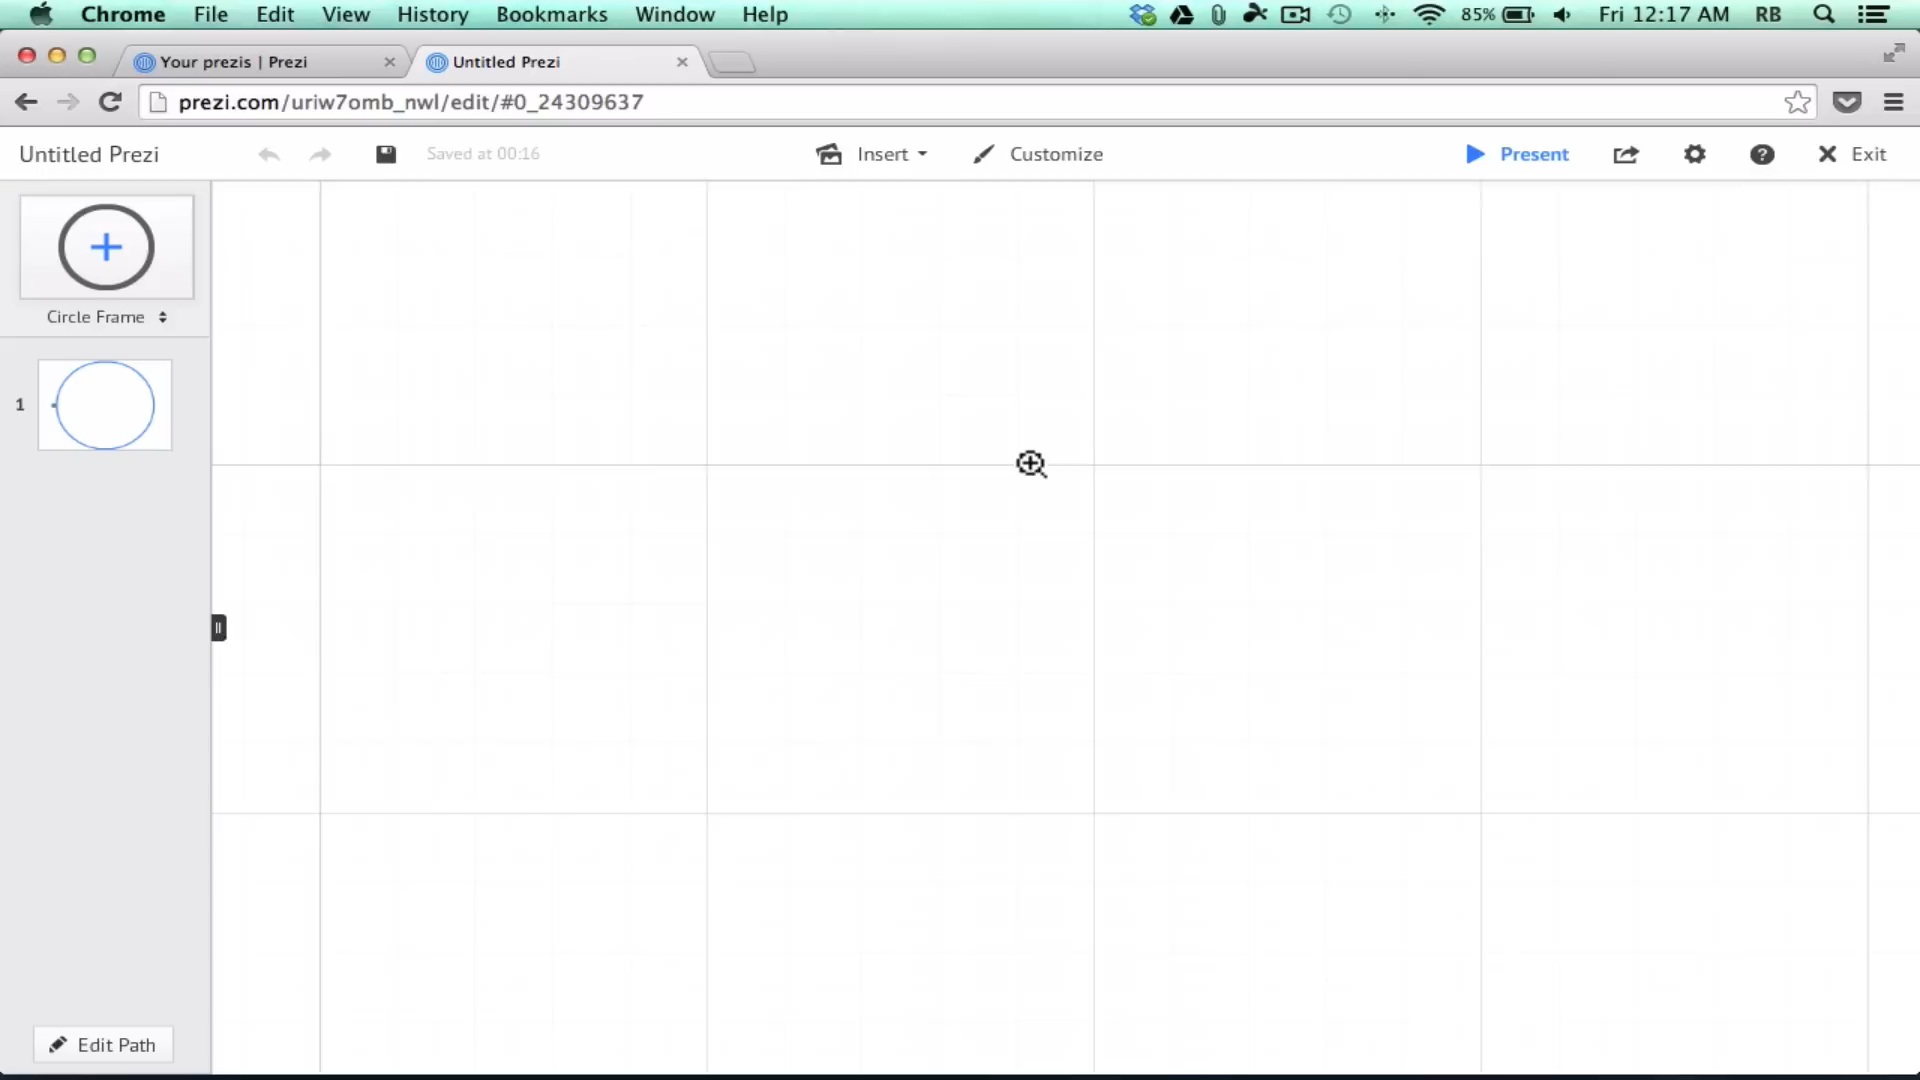 Chrome File Edit View History Bookmarks Window Help 85% Fri 12:17 AM RB
Your prezis | Prezi Untitled Prezi
prezi.com/uriw7omb_nwl/edit/#0_24309637
Untitled Prezi Saved at 00:16 Insert Customize Present Exit
Circle Frame
1
Edit Path